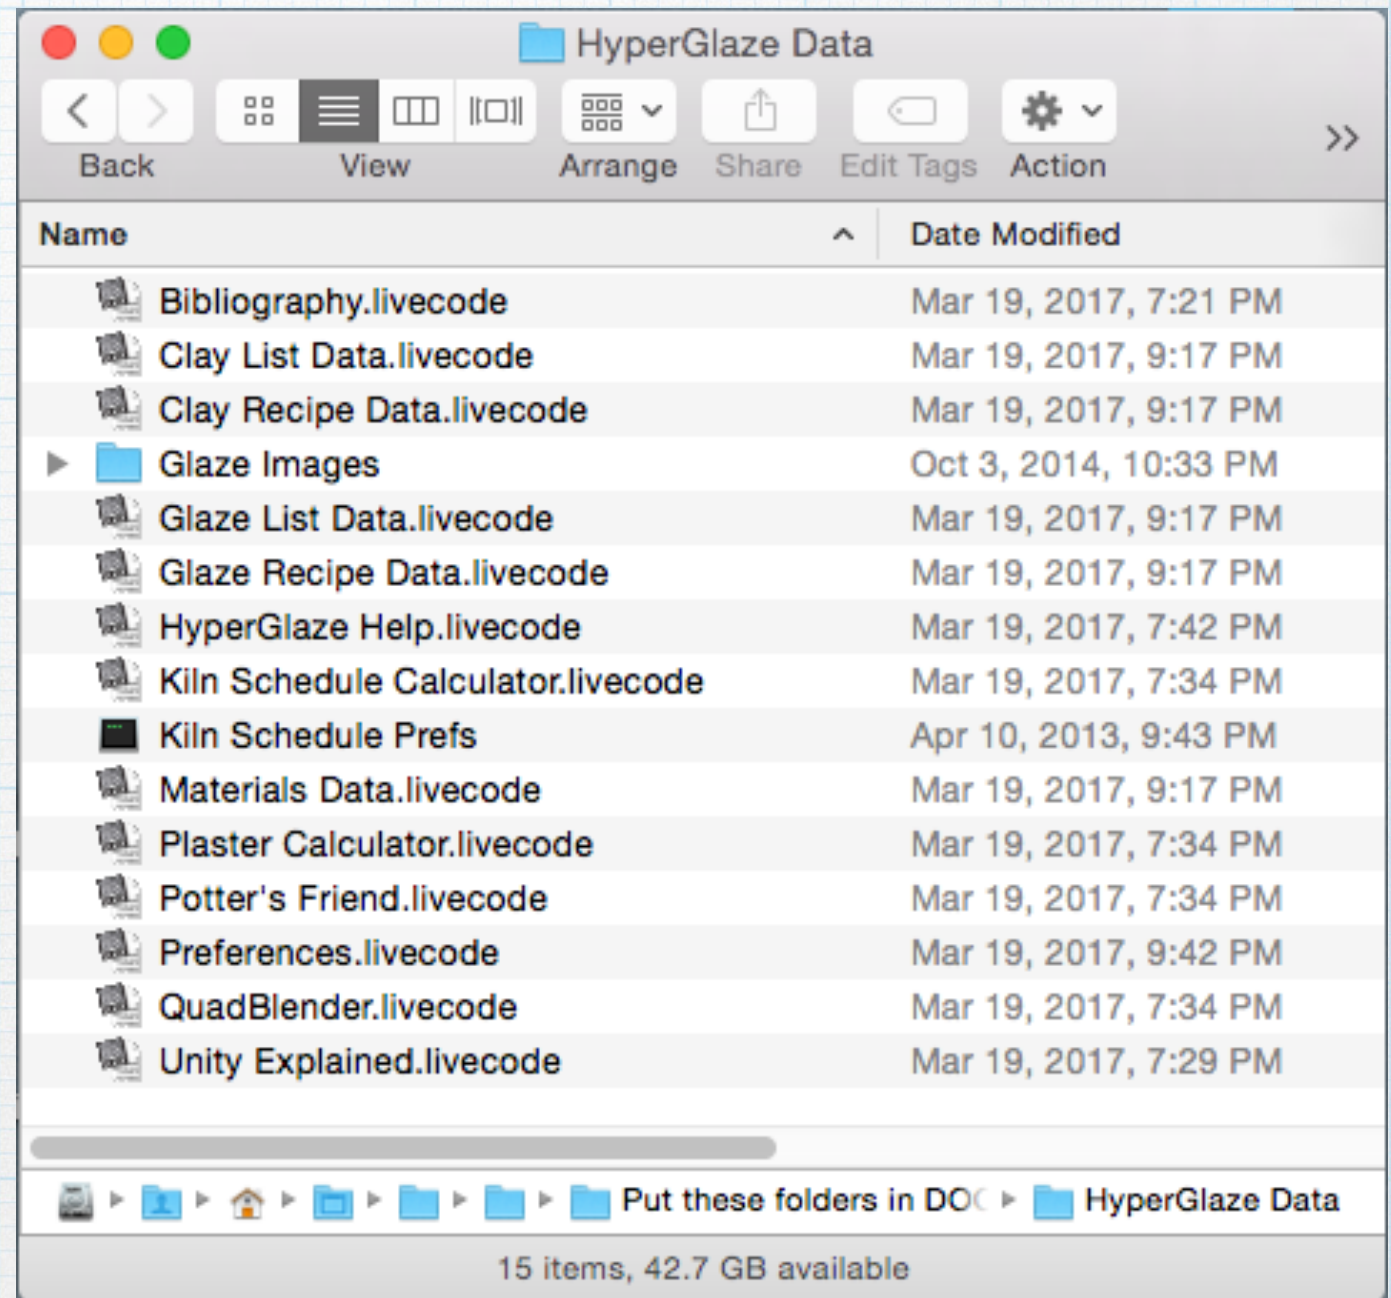 HyperGlaze Data
Back View Arrange Share Edit Tags Action
Name Date Modified
Bibliography.livecode Mar 19, 2017, 7:21 PM
Clay List Data.livecode Mar 19, 2017, 9:17 PM
Clay Recipe Data.livecode Mar 19, 2017, 9:17 PM
Glaze Images Oct 3, 2014, 10:33 PM
Glaze List Data.livecode Mar 19, 2017, 9:17 PM
Glaze Recipe Data.livecode Mar 19, 2017, 9:17 PM
HyperGlaze Help.livecode Mar 19, 2017, 7:42 PM
Kiln Schedule Calculator.livecode Mar 19, 2017, 7:34 PM
Kiln Schedule Prefs Apr 10, 2013, 9:43 PM
Materials Data.livecode Mar 19, 2017, 9:17 PM
Plaster Calculator.livecode Mar 19, 2017, 7:34 PM
Potter's Friend.livecode Mar 19, 2017, 7:34 PM
Preferences.livecode Mar 19, 2017, 9:42 PM
QuadBlender.livecode Mar 19, 2017, 7:34 PM
Unity Explained.livecode Mar 19, 2017, 7:29 PM
Put these folders in DOC HyperGlaze Data
15 items, 42.7 GB available